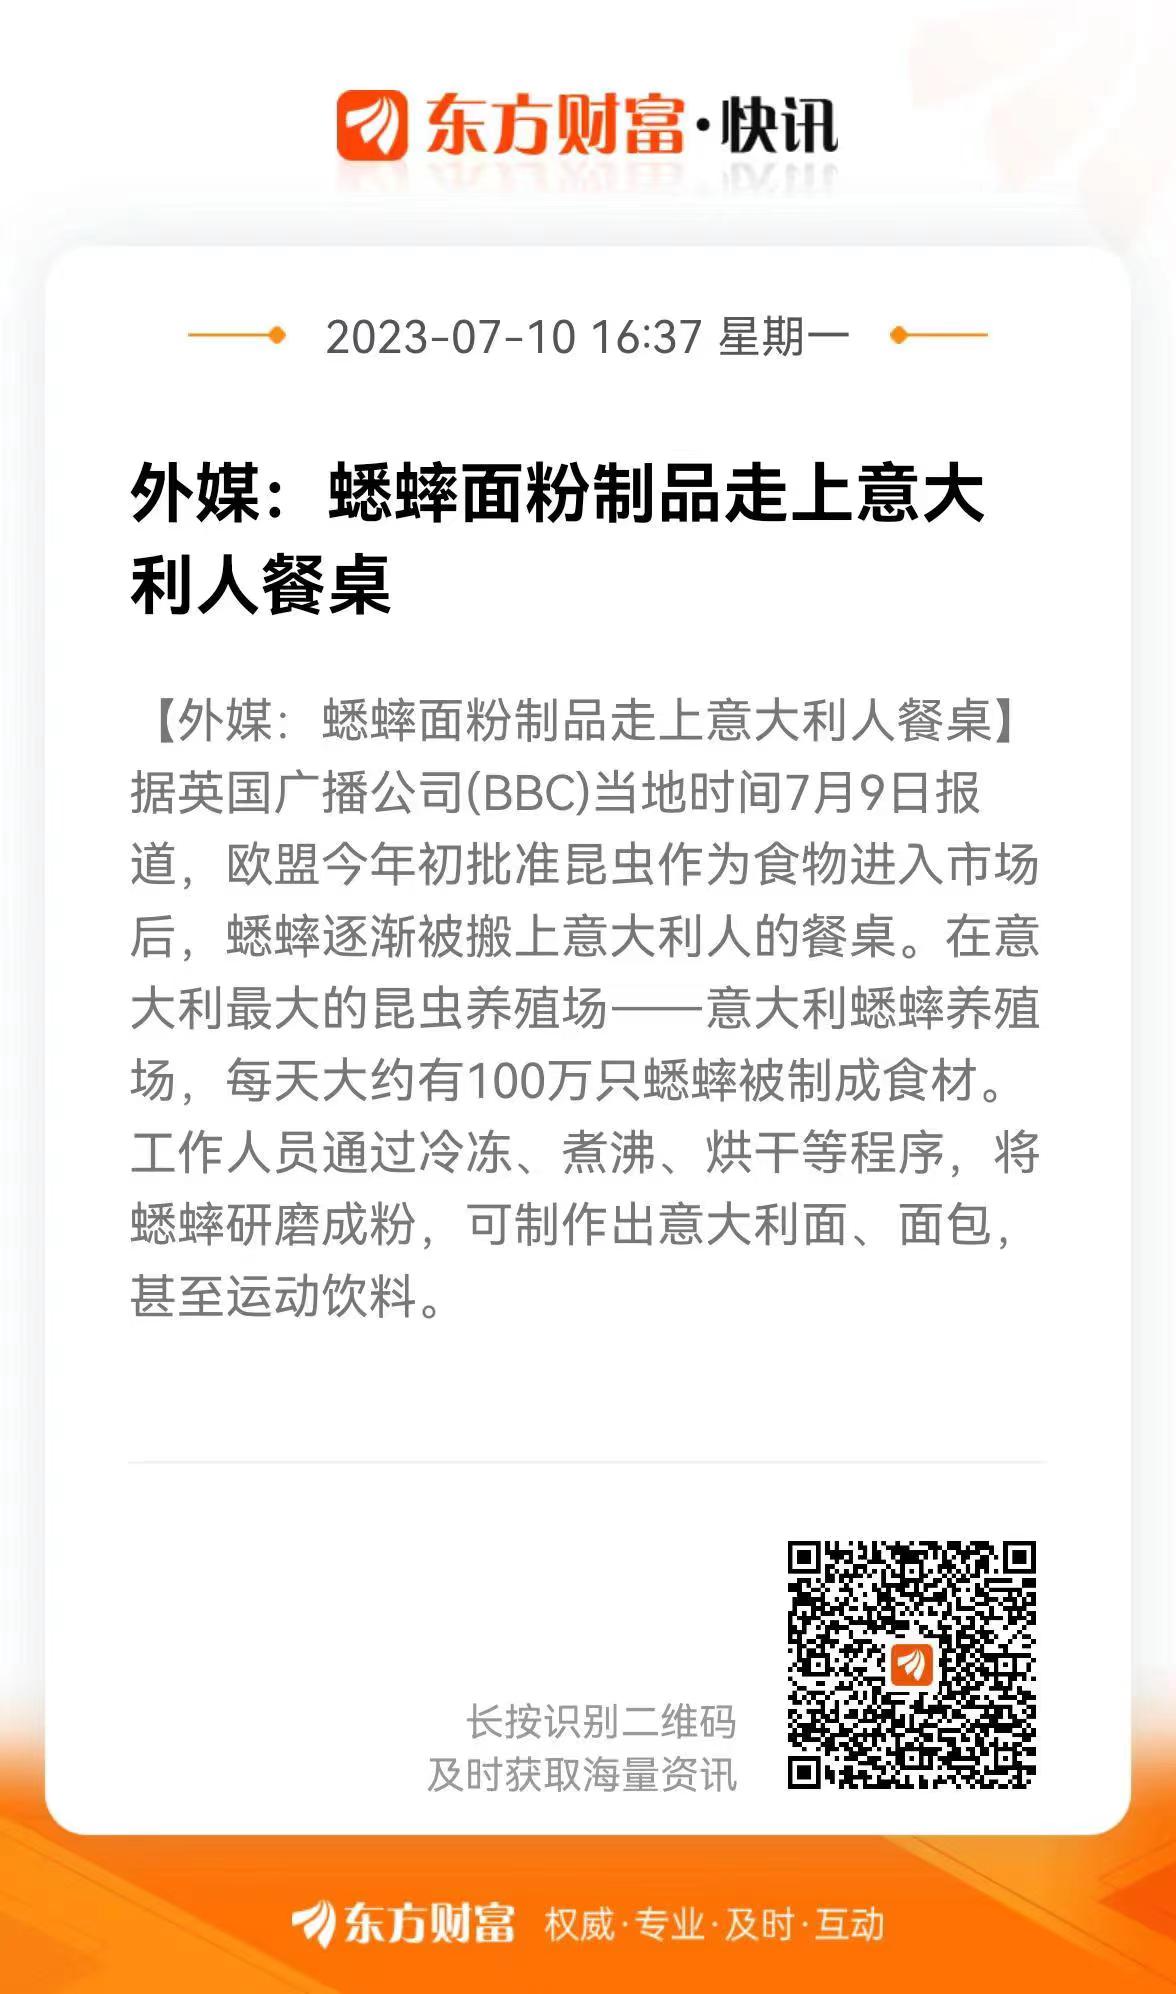 东方财富·快讯
2023-07-10 16:37 星期一
外媒：蟋蟀面粉制品走上意大
利人餐桌
【外媒：蟋蟀面粉制品走上意大利人餐桌】
据英国广播公司(BBC)当地时间7月9日报
道，欧盟今年初批准昆虫作为食物进入市场
后，蟋蟀逐渐被搬上意大利人的餐桌。在意
大利最大的昆虫养殖场——意大利蟋蟀养殖
场，每天大约有100万只蟋蟀被制成食材。
工作人员通过冷冻、煮沸、烘干等程序，将
蟋蟀研磨成粉，可制作出意大利面、面包，
甚至运动饮料。
长按识别二维码
及时获取海量资讯
东方财富 权威·专业·及时·互动